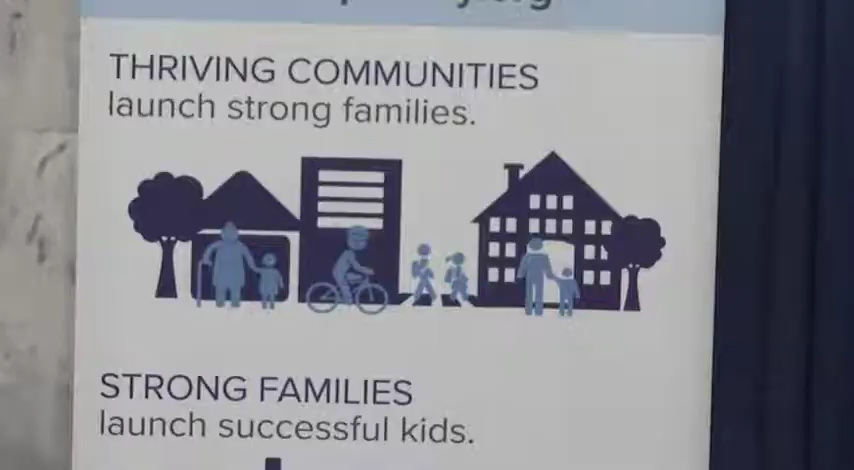 THRIVING COMMUNITIES
launch strong families.
STRONG FAMILIES
launch successful kids.